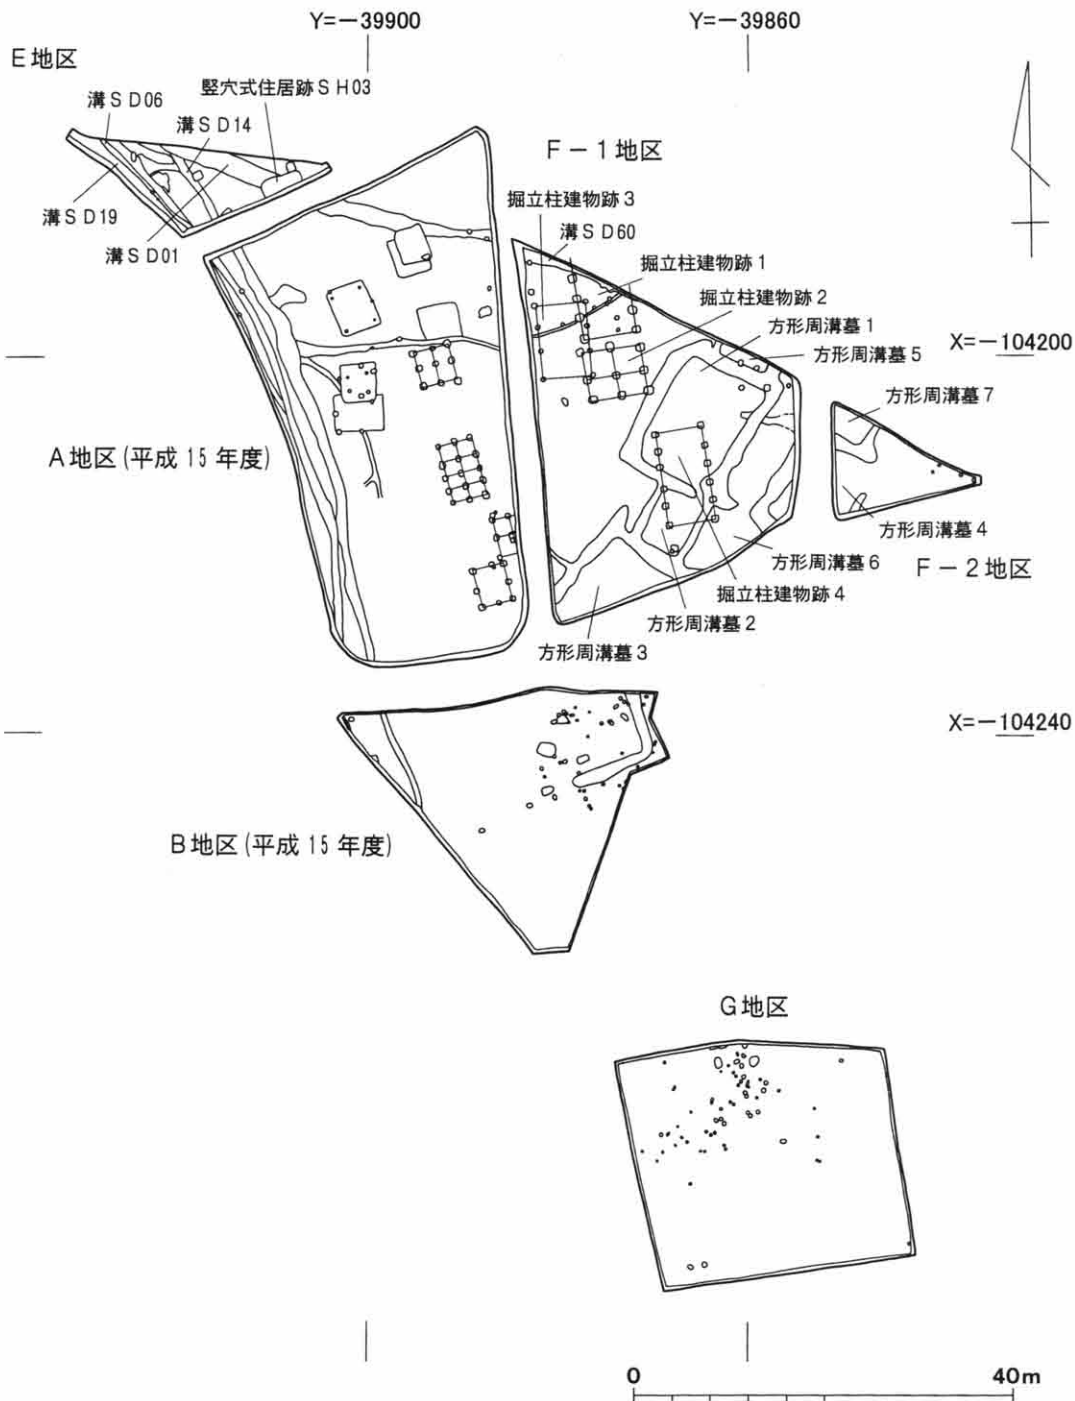 Y=－39900
Y=－39860
E地区
竪穴式住居跡ＳＨ03
溝ＳＤ06
溝ＳＤ14
F－1地区
掘立柱建物跡3
溝ＳＤ19
溝ＳＤ60
溝ＳＤ01
掘立柱建物跡1
掘立柱建物跡2
方形周溝墓1
X=－104200
方形周溝墓5
方形周溝墓7
A地区(平成15年度)
方形周溝墓4
方形周溝墓6
F－2地区
掘立柱建物跡4
方形周溝墓2
方形周溝墓3
X=－104240
B地区(平成15年度)
G地区
0
40m